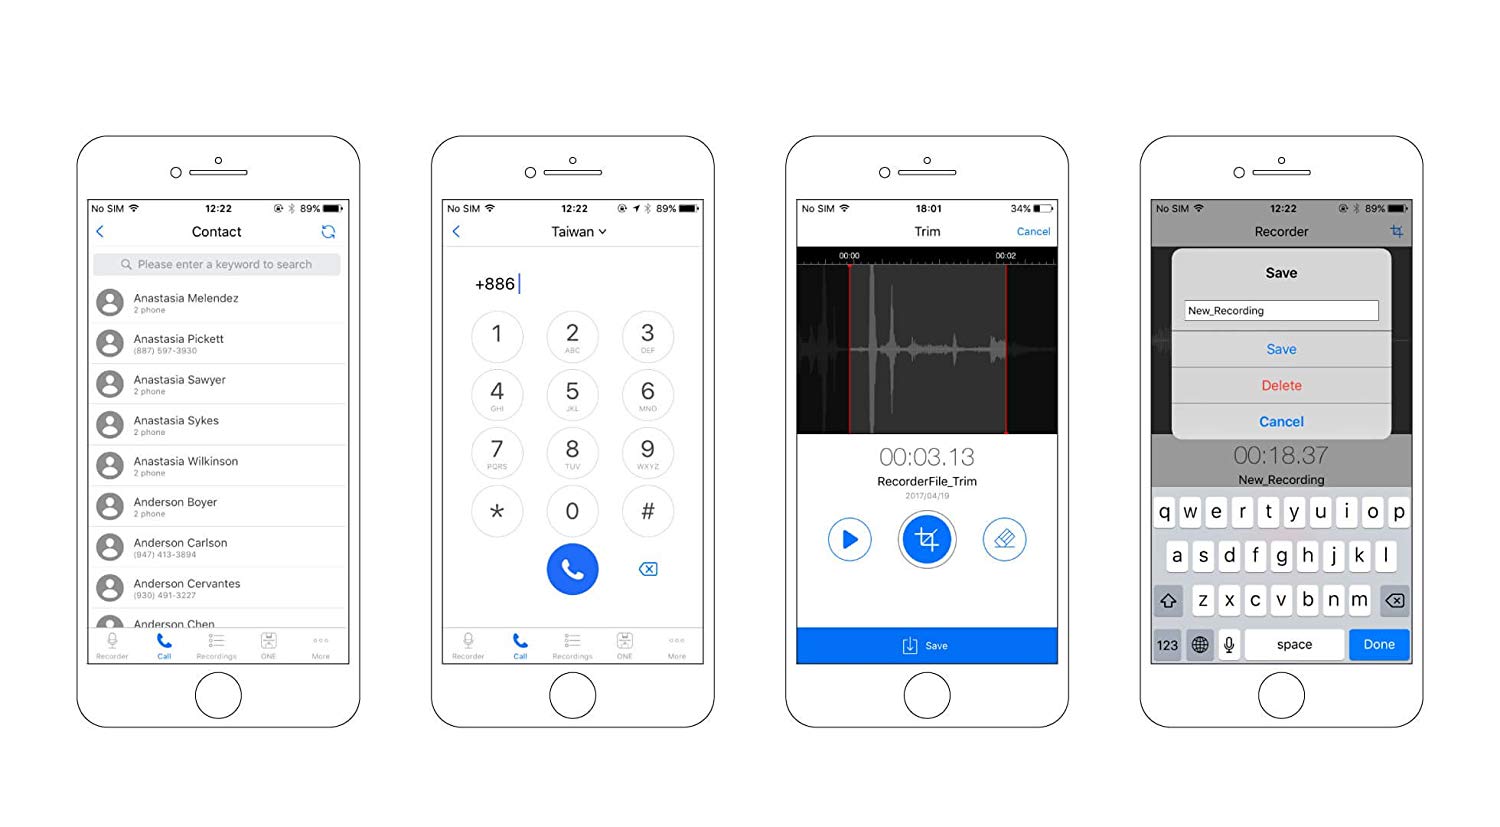 No SIM 12:22 89%
Contact
Please enter a keyword to search
Anastasia Melendez
2 phone
Anastasia Pickett
(887) 597-3930
Anastasia Sawyer
2 phone
Anastasia Sykes
2 phone
Anastasia Wilkinson
2 phone
Anderson Boyer
2 phone
Anderson Carlson
(947) 413-3894
Anderson Cervantes
(930) 491-3227
Anderson Chen
Recorder Call Recordings ONE More
No SIM 12:22 89%
Taiwan
+886
1 2 3
ABC DEF
4 5 6
GHI JKL MNO
7 8 9
PQRS TUV WXYZ
* 0 #
Recorder Call Recordings ONE More
No SIM 18:01 34%
Trim Cancel
00:00 00:02
00:03.13
RecorderFile_Trim
2017/04/19
Save
No SIM 12:22 89%
Recorder
Save
New_Recording
Save
Delete
Cancel
00:18.37
New_Recording
q w e r t y u i o p
a s d f g h j k l
z x c v b n m
123 space Done